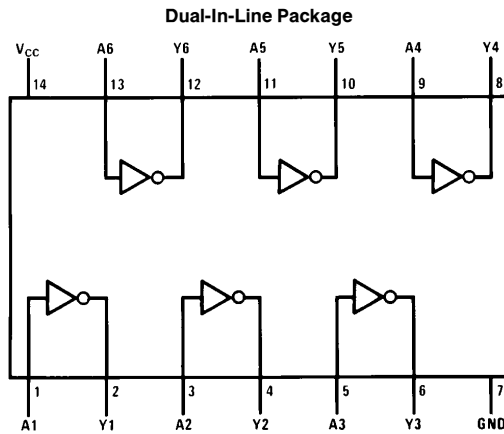 Dual-In-Line Package
VCC A6 Y6 A5 Y5 A4 Y4
14 13 12 11 10 9 8
1 2 3 4 5 6 7
A1 Y1 A2 Y2 A3 Y3 GND